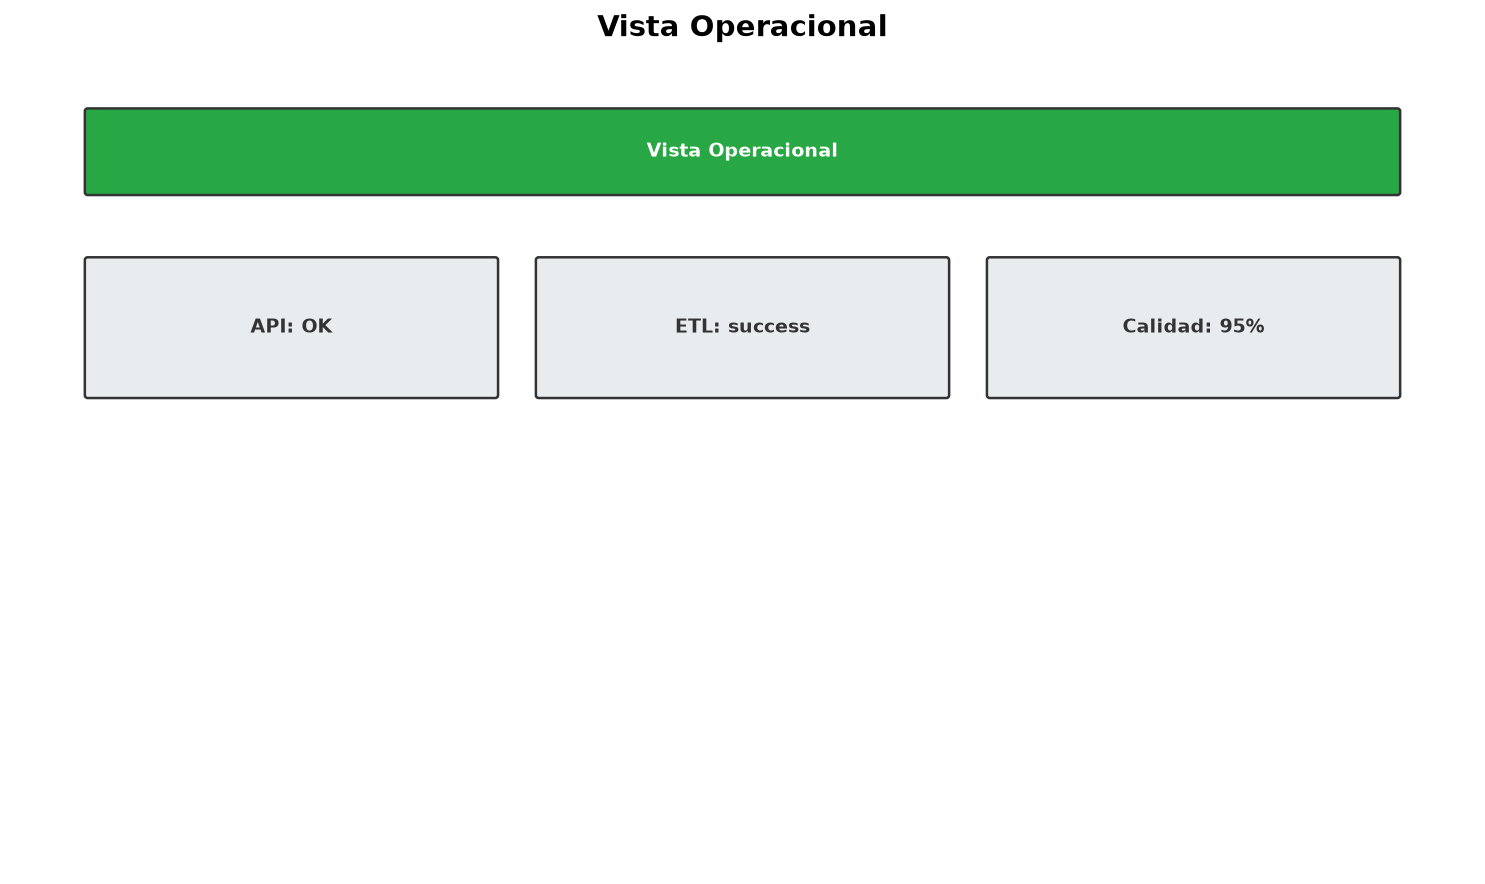 Vista Operacional
Vista Operacional
API: OK
ETL: success
Calidad: 95%